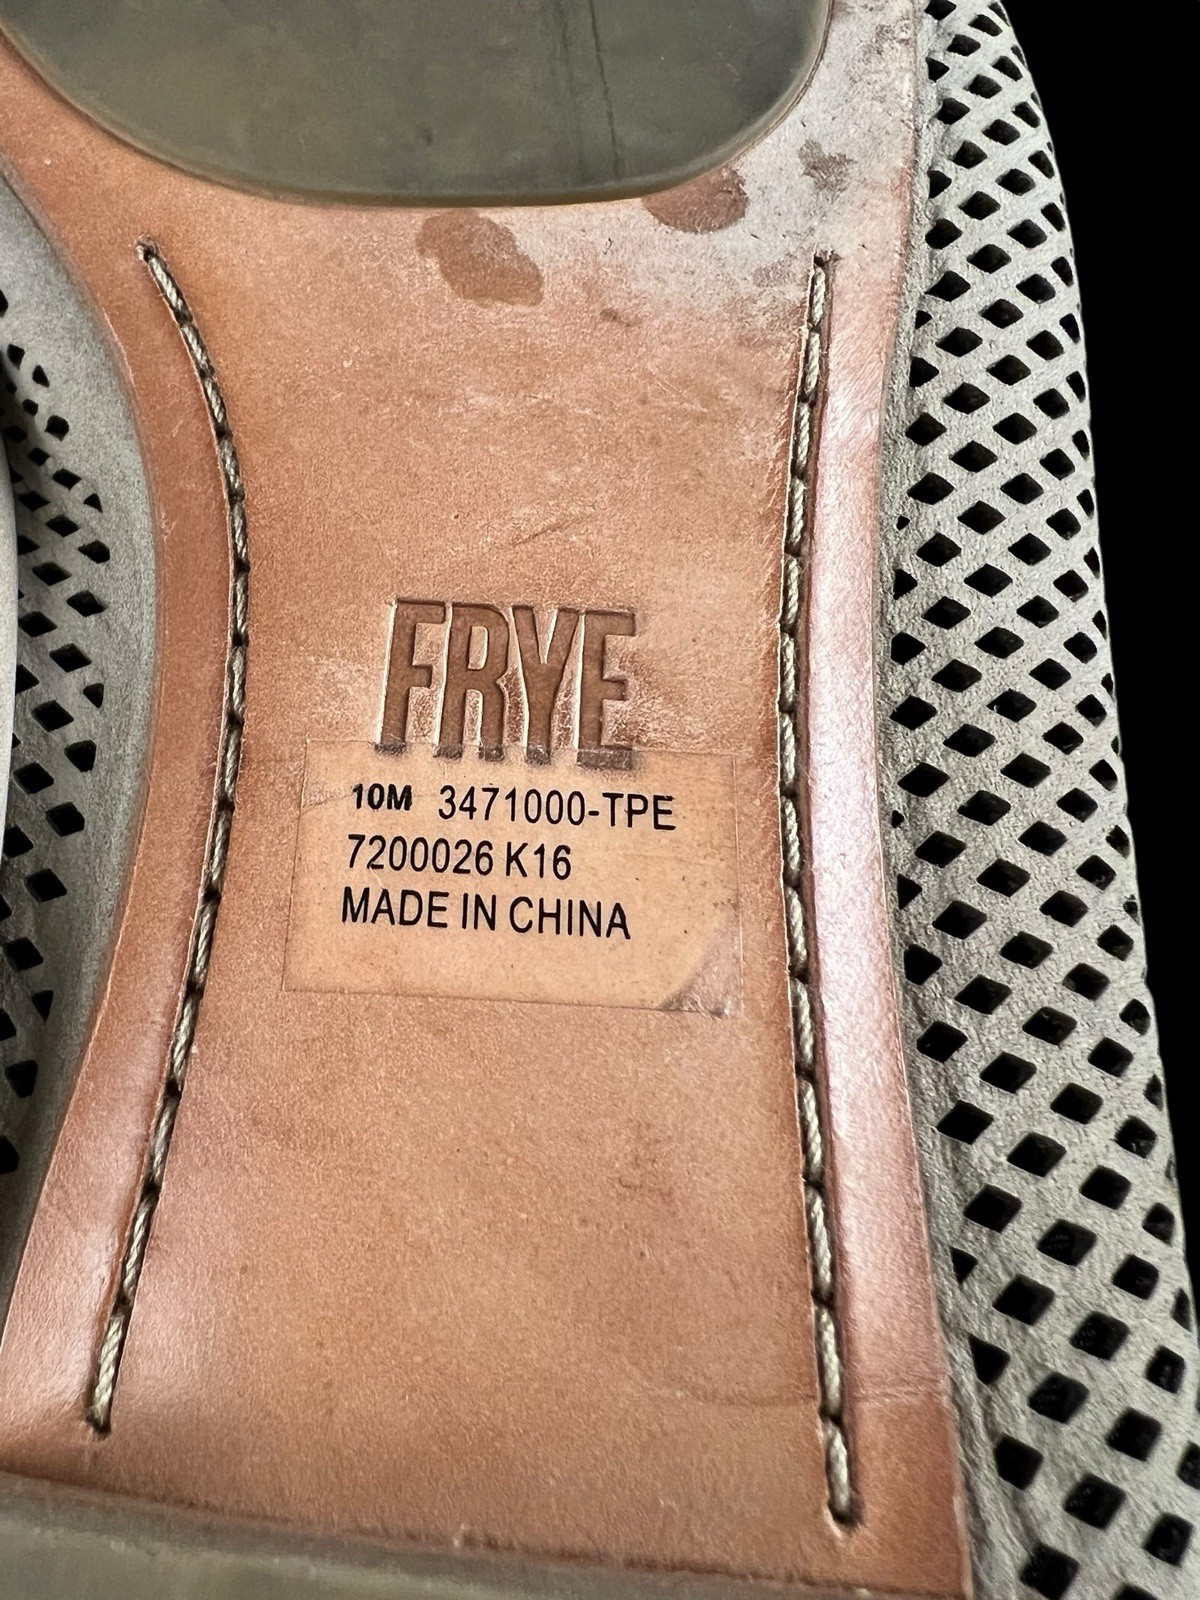 FRYE
10M 3471000-TPE
7200026 K16
MADE IN CHINA